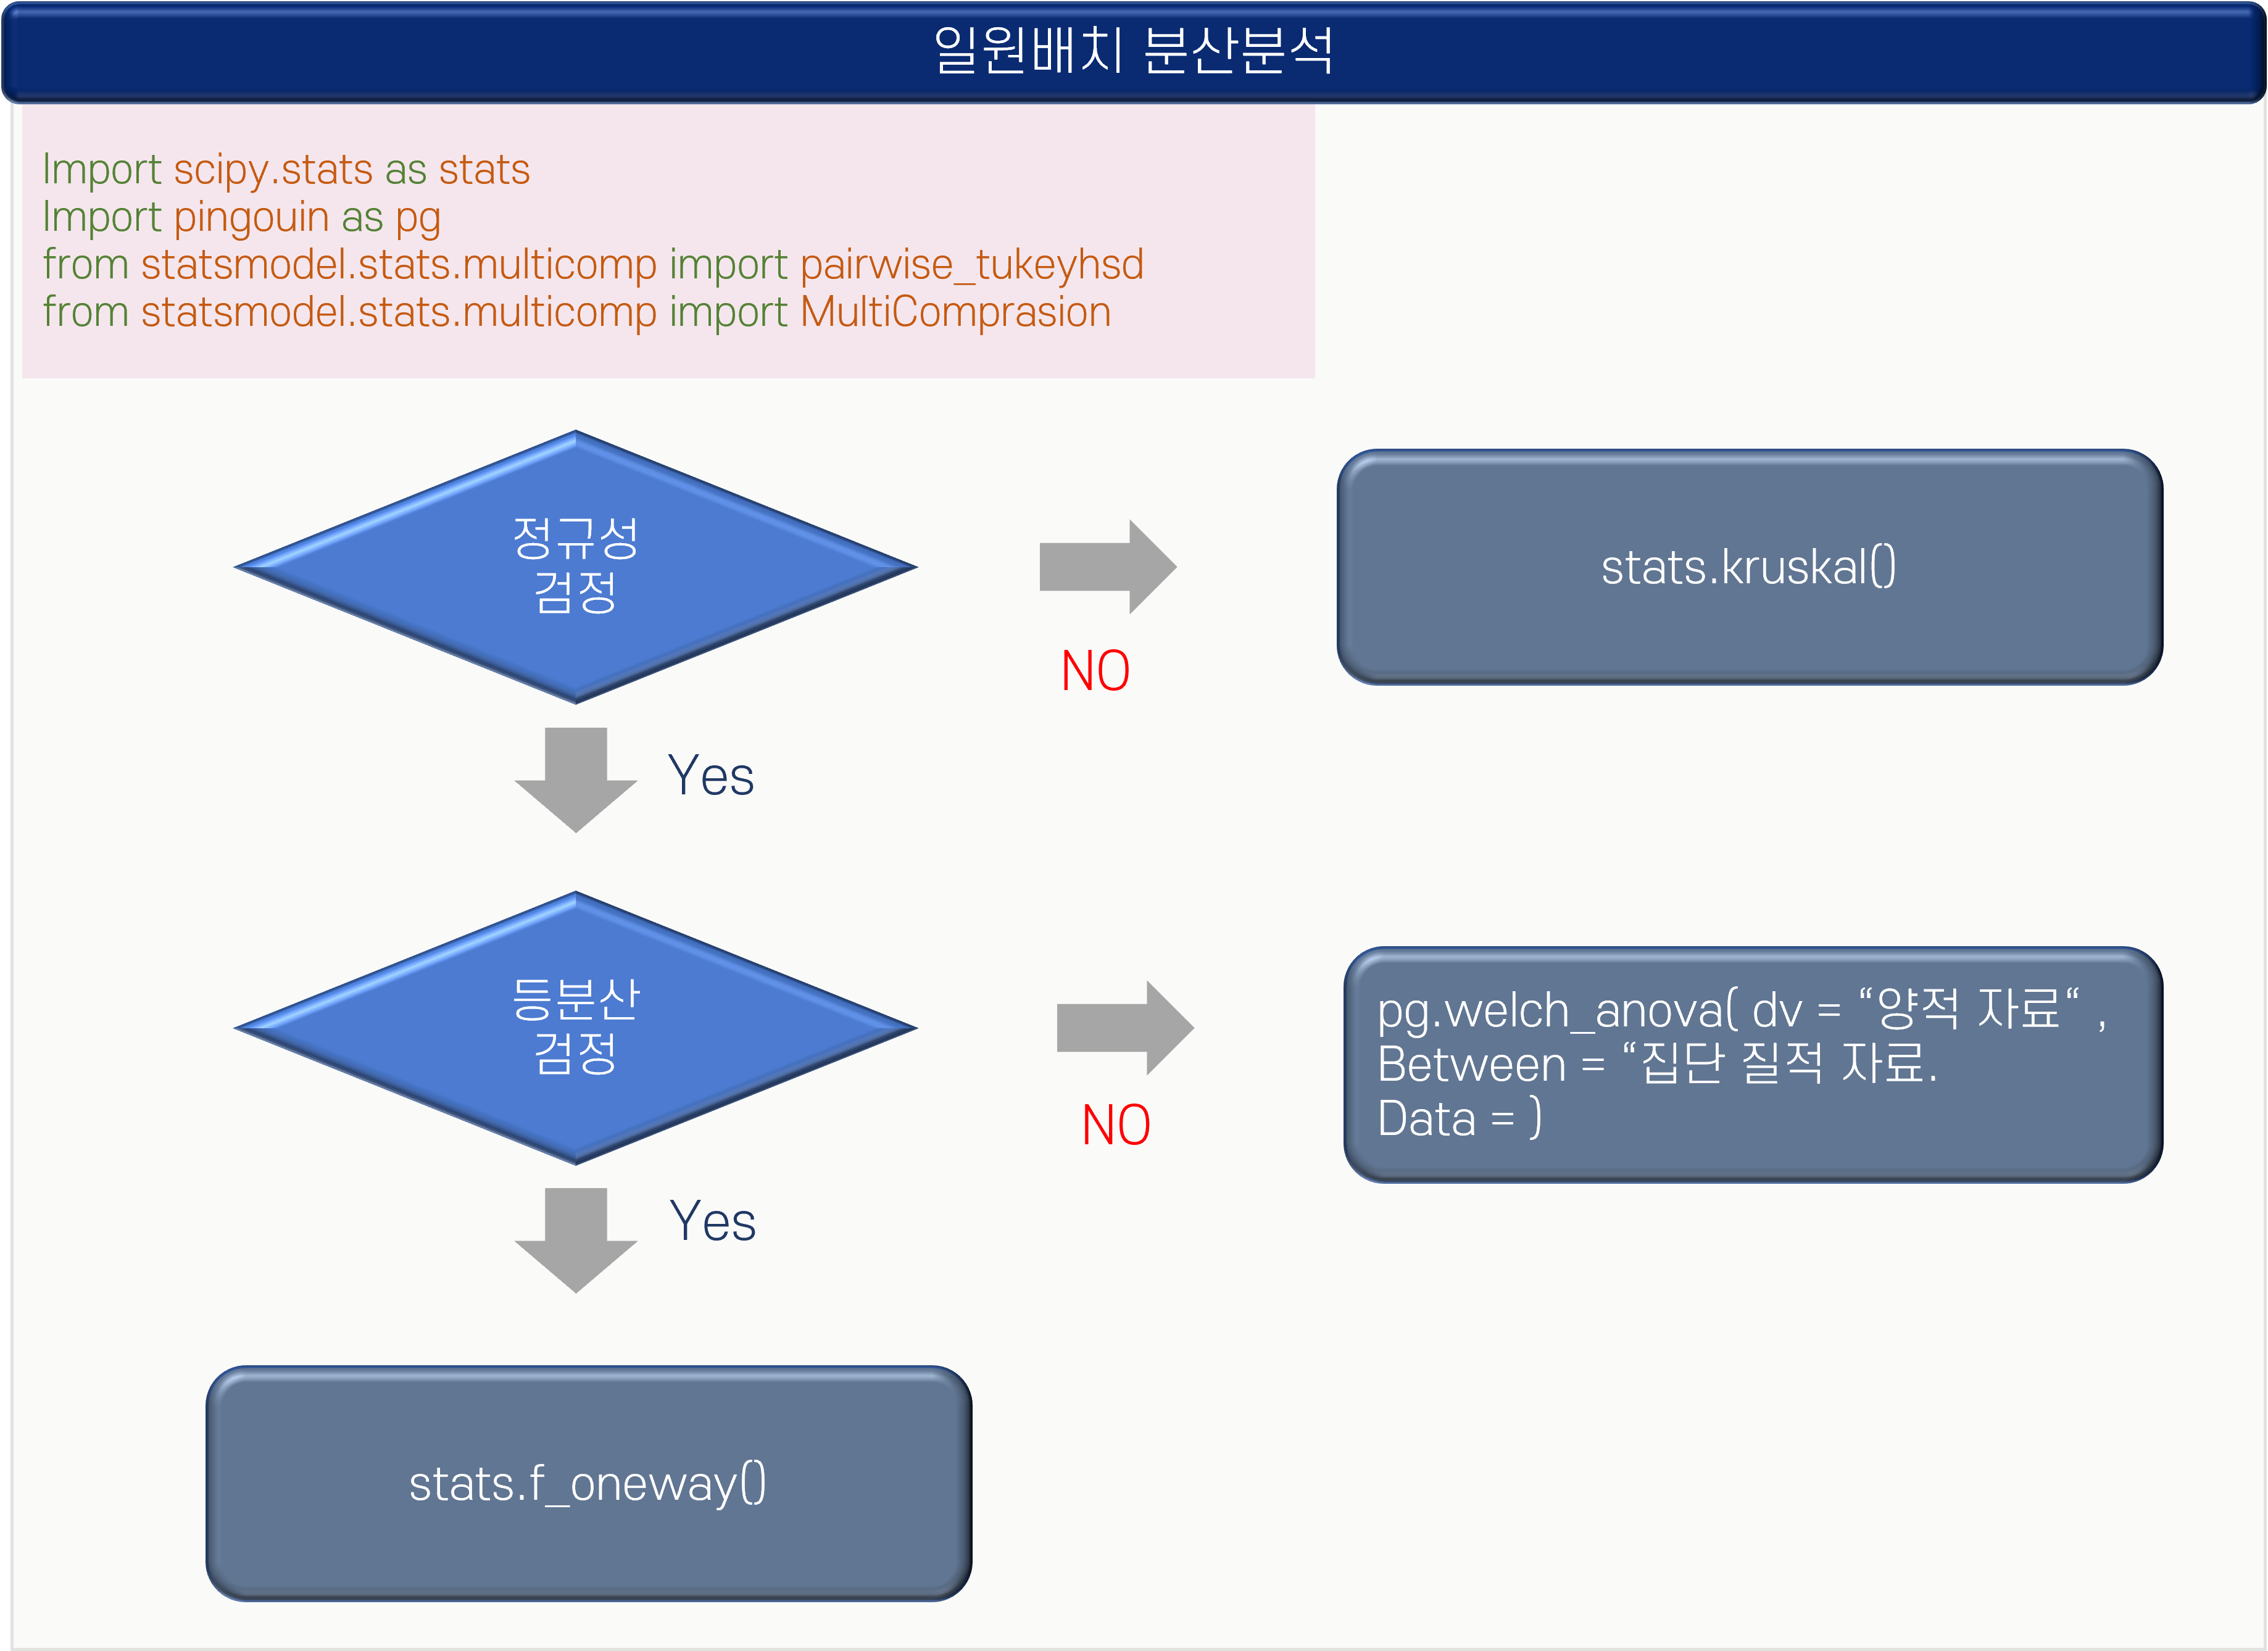 일원배치 분산분석
Import scipy.stats as stats
Import pingouin as pg
from statsmodel.stats.multicomp import pairwise_tukeyhsd
from statsmodel.stats.multicomp import MultiComprasion
정규성
검정
NO
stats.kruskal()
Yes
등분산
검정
NO
pg.welch_anova( dv = “양적 자료“ ,
Between = “집단 질적 자료.
Data = )
Yes
stats.f_oneway()